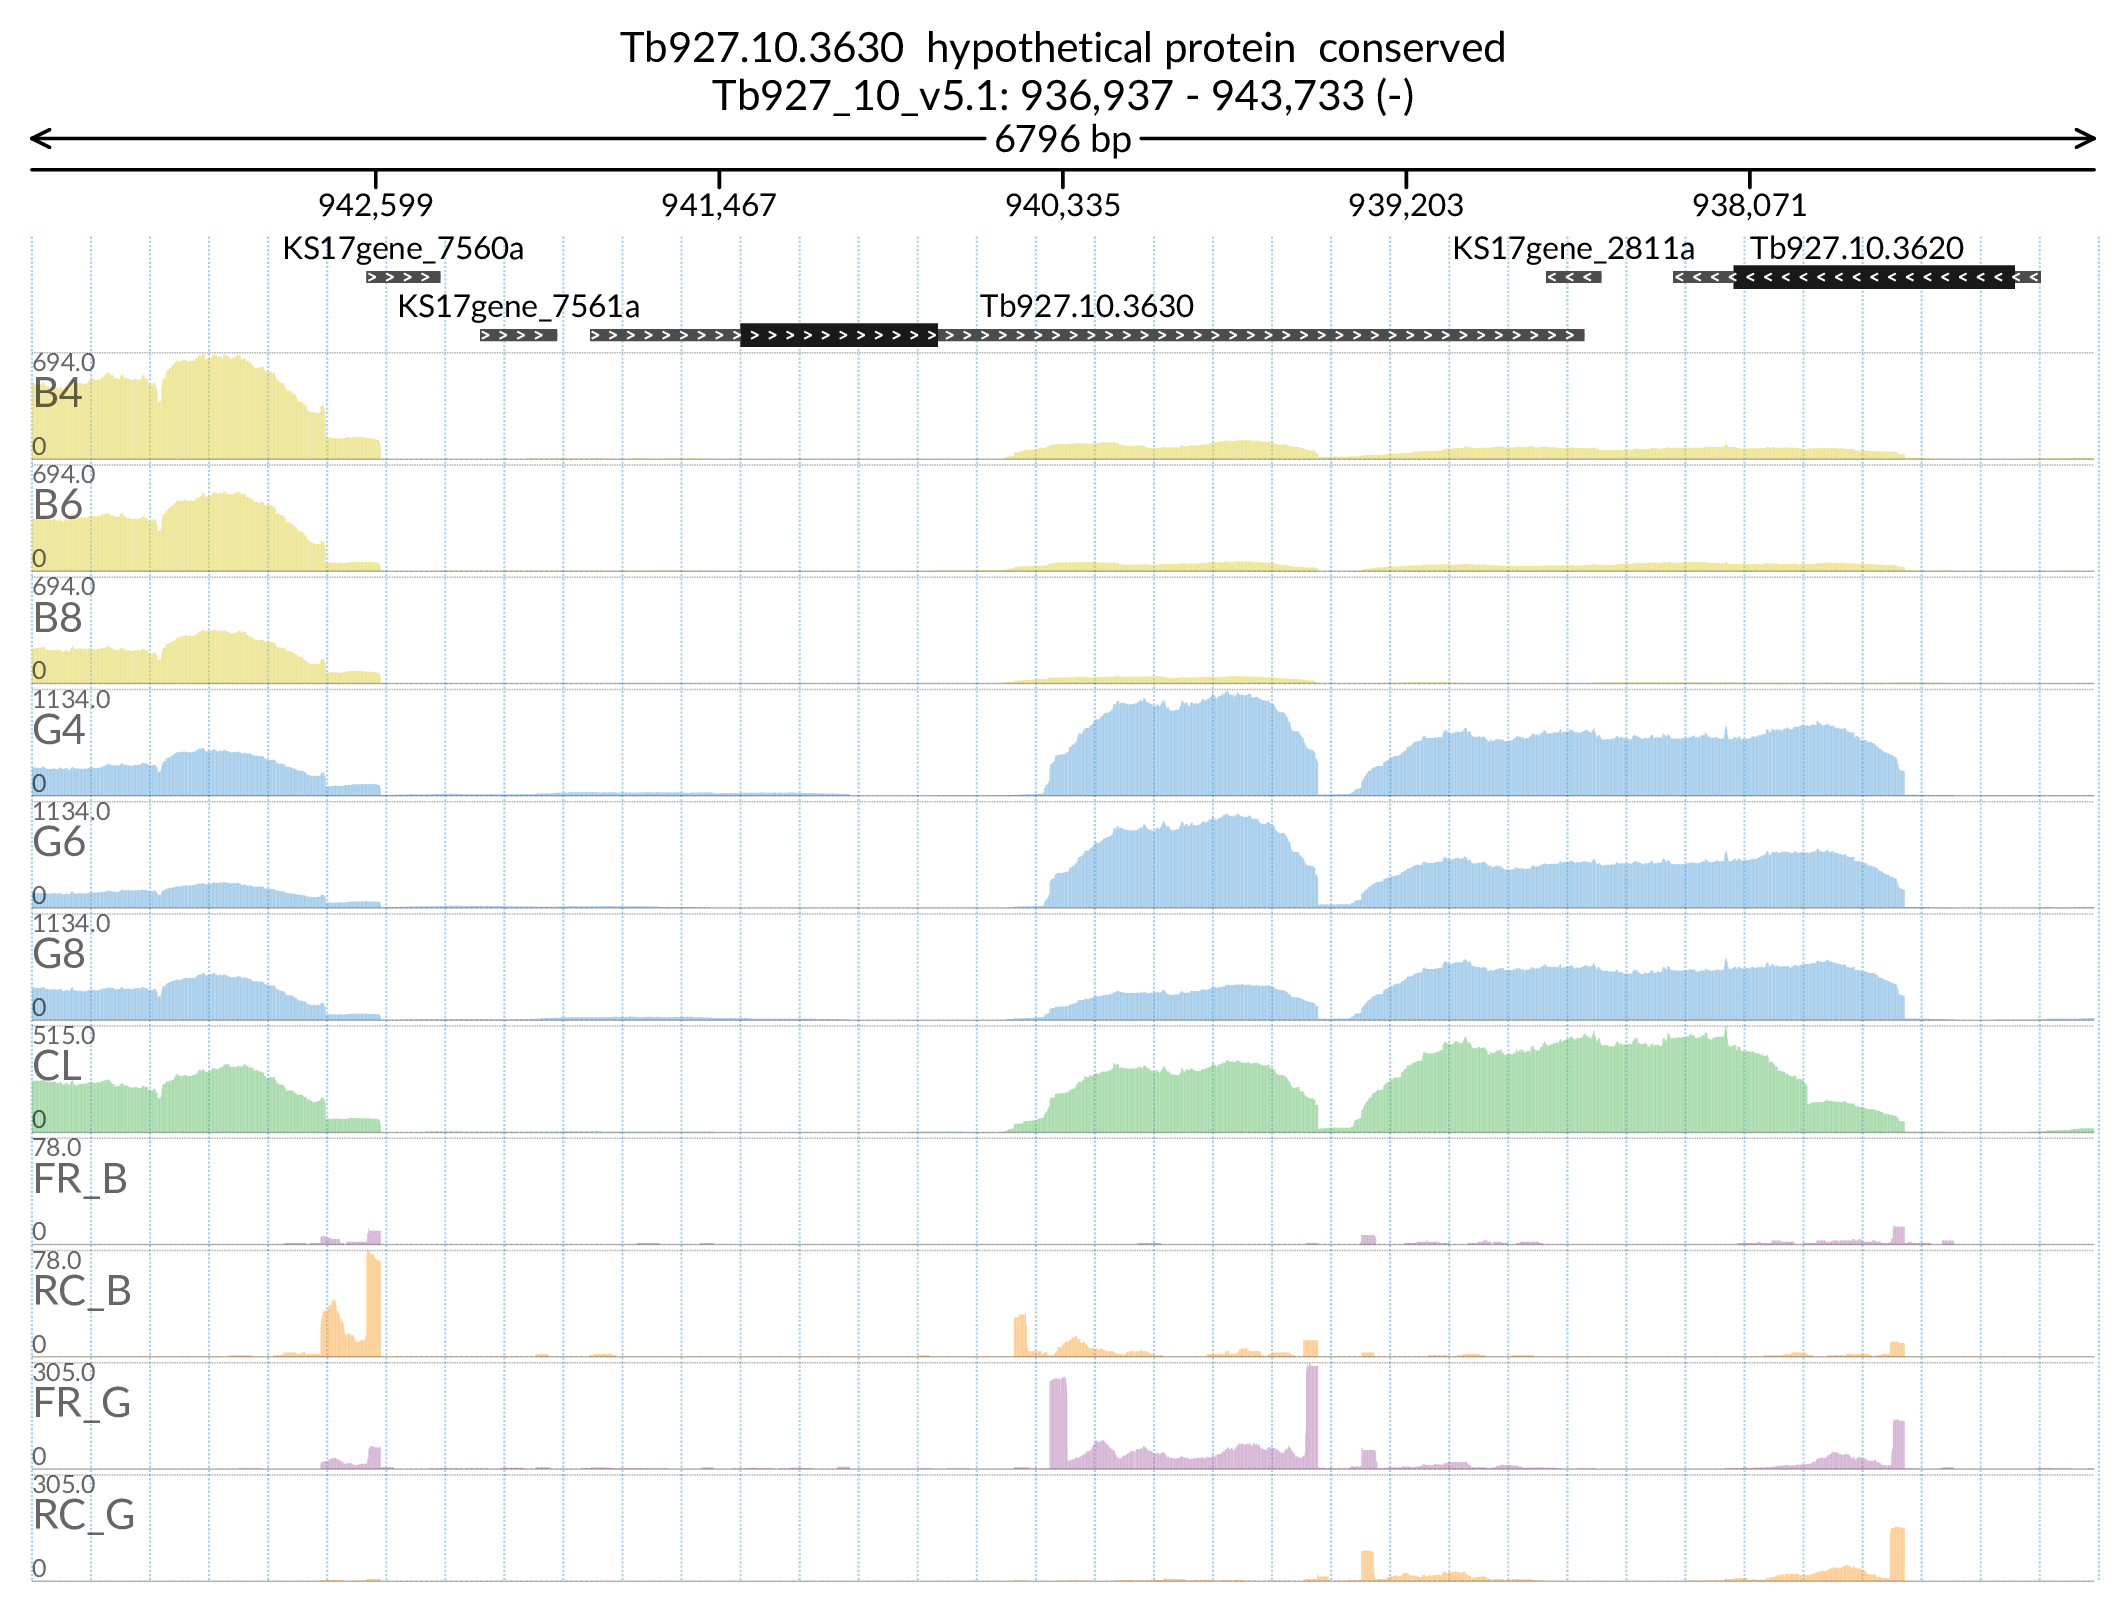 Tb927.10.3630  hypothetical protein  conserved
Tb927_10_v5.1: 936,937 - 943,733 (-)
6796 bp
942,599 941,467 940,335 939,203 938,071
KS17gene_7560a KS17gene_2811a Tb927.10.3620
KS17gene_7561a Tb927.10.3630
694.0
B4
0
694.0
B6
0
694.0
B8
0
1134.0
G4
0
1134.0
G6
0
1134.0
G8
0
515.0
CL
0
78.0
FR_B
0
78.0
RC_B
0
305.0
FR_G
0
305.0
RC_G
0